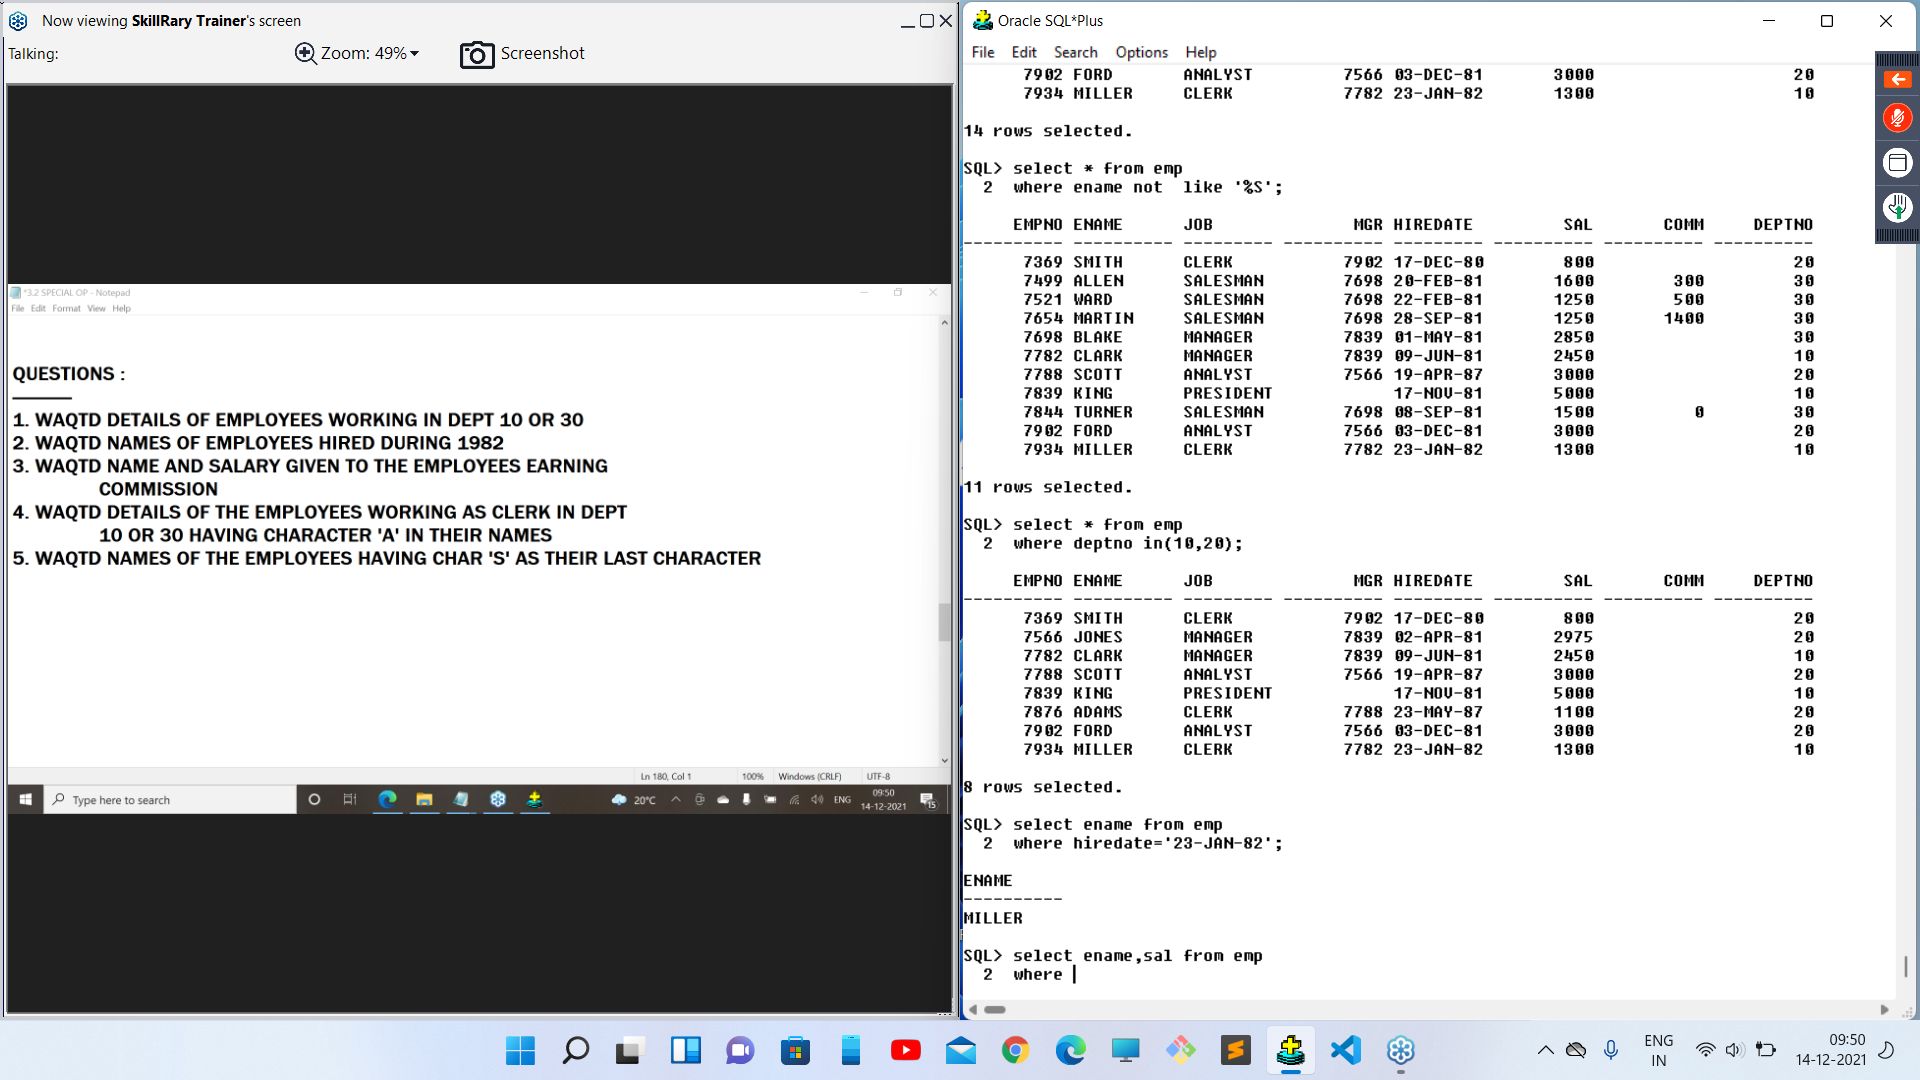 Now viewing SkillRary Trainer's screen
Talking:
Zoom: 49%
Screenshot
*3.2 SPECIAL OP - Notepad
File Edit Format View Help
QUESTIONS :
1. WAQTD DETAILS OF EMPLOYEES WORKING IN DEPT 10 OR 30
2. WAQTD NAMES OF EMPLOYEES HIRED DURING 1982
3. WAQTD NAME AND SALARY GIVEN TO THE EMPLOYEES EARNING
COMMISSION
4. WAQTD DETAILS OF THE EMPLOYEES WORKING AS CLERK IN DEPT
10 OR 30 HAVING CHARACTER 'A' IN THEIR NAMES
5. WAQTD NAMES OF THE EMPLOYEES HAVING CHAR 'S' AS THEIR LAST CHARACTER
Ln 180, Col 1 100% Windows (CRLF) UTF-8
Type here to search
20°C
ENG
09:50
14-12-2021
15
Oracle SQL*Plus
File Edit Search Options Help
7902 FORD ANALYST 7566 03-DEC-81 3000 20
7934 MILLER CLERK 7782 23-JAN-82 1300 10
14 rows selected.
SQL> select * from emp
2 where ename not like '%S';
EMPNO ENAME JOB MGR HIREDATE SAL COMM DEPTNO
---------- ---------- --------- ---------- --------- ---------- ---------- ----------
7369 SMITH CLERK 7902 17-DEC-80 800 20
7499 ALLEN SALESMAN 7698 20-FEB-81 1600 300 30
7521 WARD SALESMAN 7698 22-FEB-81 1250 500 30
7654 MARTIN SALESMAN 7698 28-SEP-81 1250 1400 30
7698 BLAKE MANAGER 7839 01-MAY-81 2850 30
7782 CLARK MANAGER 7839 09-JUN-81 2450 10
7788 SCOTT ANALYST 7566 19-APR-87 3000 20
7839 KING PRESIDENT 17-NOV-81 5000 10
7844 TURNER SALESMAN 7698 08-SEP-81 1500 0 30
7902 FORD ANALYST 7566 03-DEC-81 3000 20
7934 MILLER CLERK 7782 23-JAN-82 1300 10
11 rows selected.
SQL> select * from emp
2 where deptno in(10,20);
EMPNO ENAME JOB MGR HIREDATE SAL COMM DEPTNO
---------- ---------- --------- ---------- --------- ---------- ---------- ----------
7369 SMITH CLERK 7902 17-DEC-80 800 20
7566 JONES MANAGER 7839 02-APR-81 2975 20
7782 CLARK MANAGER 7839 09-JUN-81 2450 10
7788 SCOTT ANALYST 7566 19-APR-87 3000 20
7839 KING PRESIDENT 17-NOV-81 5000 10
7876 ADAMS CLERK 7788 23-MAY-87 1100 20
7902 FORD ANALYST 7566 03-DEC-81 3000 20
7934 MILLER CLERK 7782 23-JAN-82 1300 10
8 rows selected.
SQL> select ename from emp
2 where hiredate='23-JAN-82';
ENAME
----------
MILLER
SQL> select ename,sal from emp
2 where
ENG
IN
09:50
14-12-2021